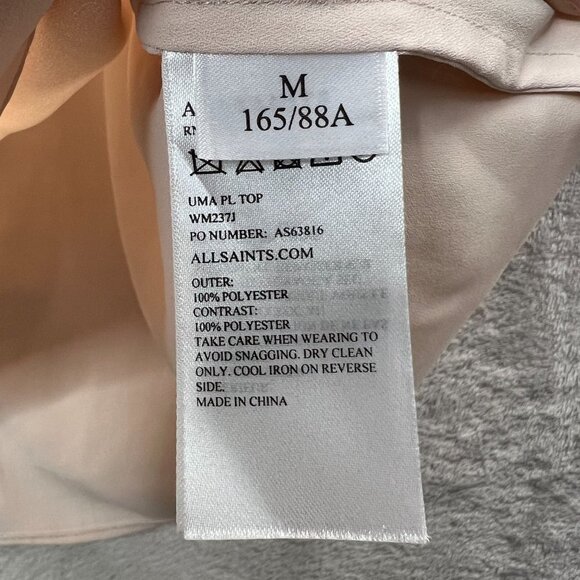 M
165/88A
A
RN
UMA PL TOP
WM237J
PO NUMBER: AS63816
ALLSAINTS.COM
OUTER:
100% POLYESTER
CONTRAST:
100% POLYESTER
TAKE CARE WHEN WEARING TO
AVOID SNAGGING. DRY CLEAN
ONLY. COOL IRON ON REVERSE
SIDE.
MADE IN CHINA